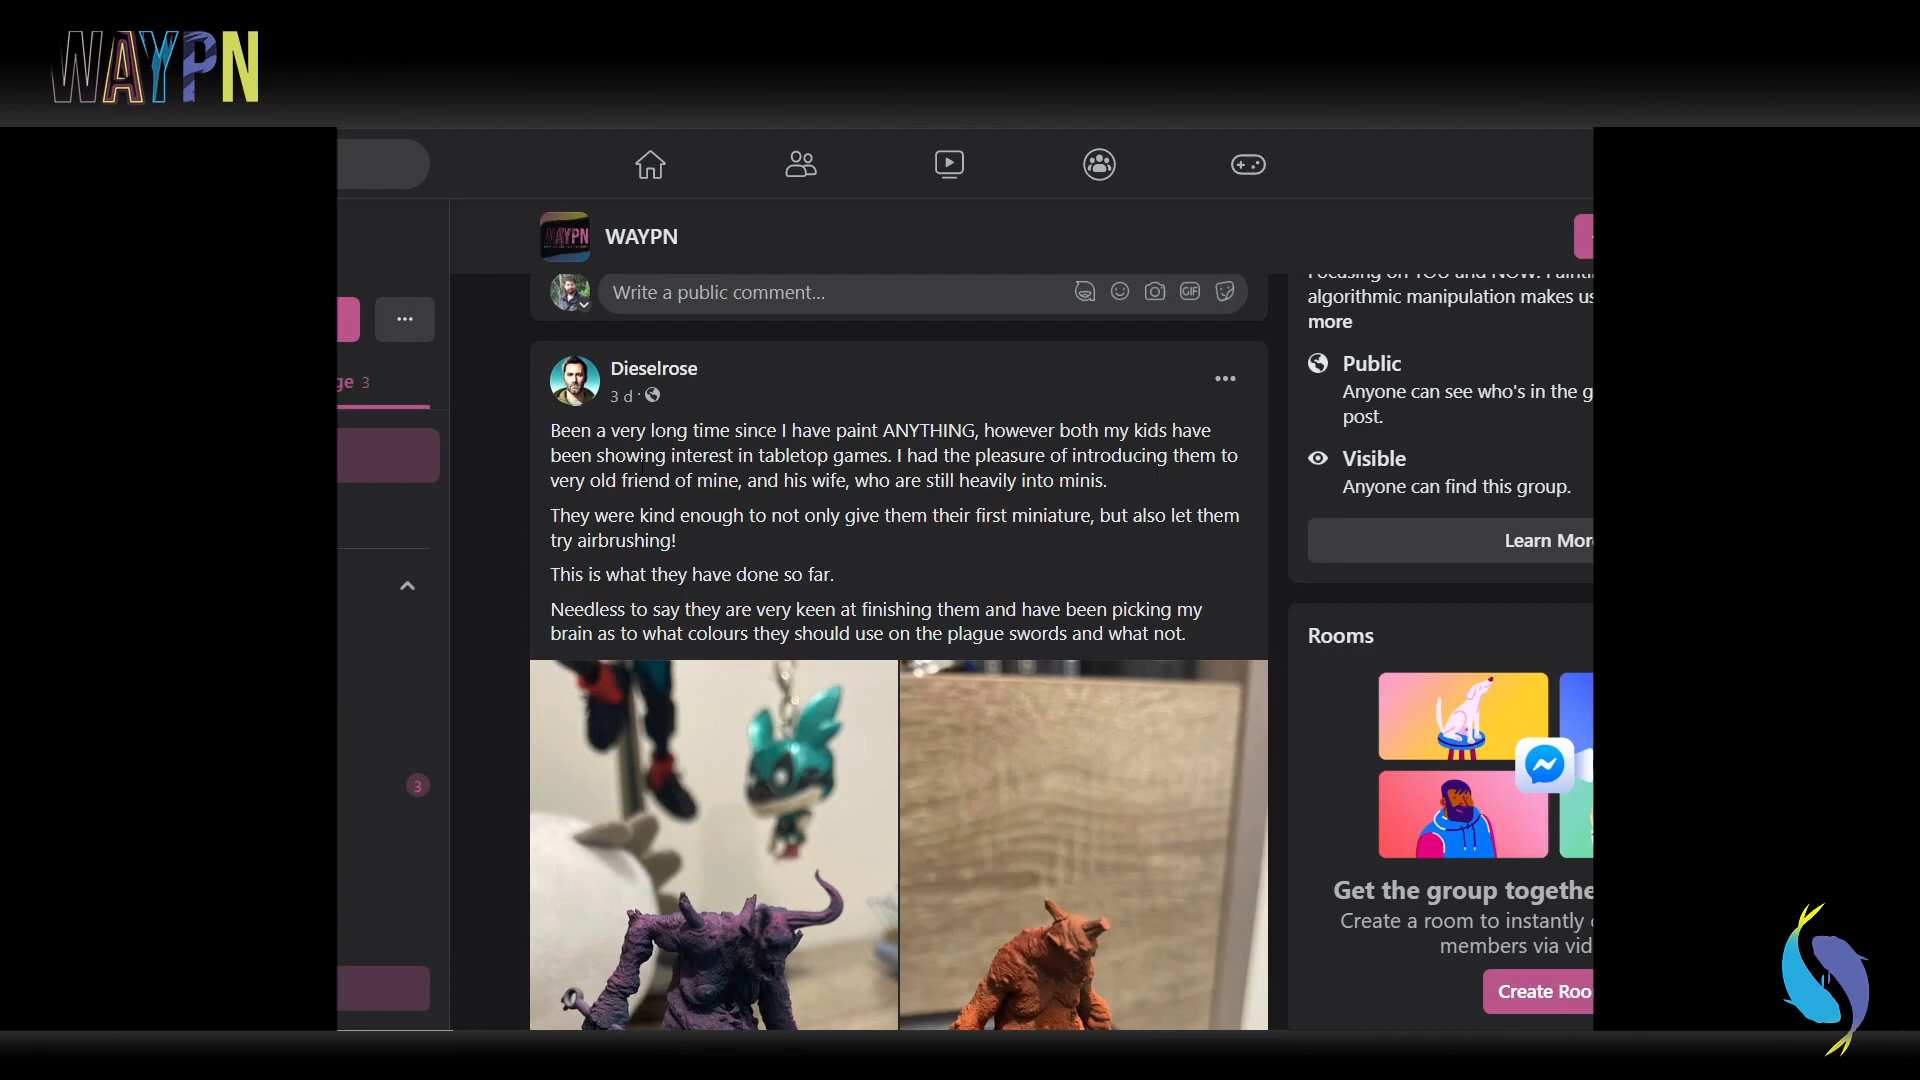 WAYPN
WAYPN
WAYPN
Write a public comment...
GIF
algorithmic manipulation makes us
more
Public
Anyone can see who's in the g
post.
Visible
Anyone can find this group.
Learn Mor
Rooms
Get the group togethe
Create a room to instantly
members via vid
Create Roo
ge 3
3
Dieselrose
3 d ·
Been a very long time since I have paint ANYTHING, however both my kids have
been showing interest in tabletop games. I had the pleasure of introducing them to
very old friend of mine, and his wife, who are still heavily into minis.
They were kind enough to not only give them their first miniature, but also let them
try airbrushing!
This is what they have done so far.
Needless to say they are very keen at finishing them and have been picking my
brain as to what colours they should use on the plague swords and what not.